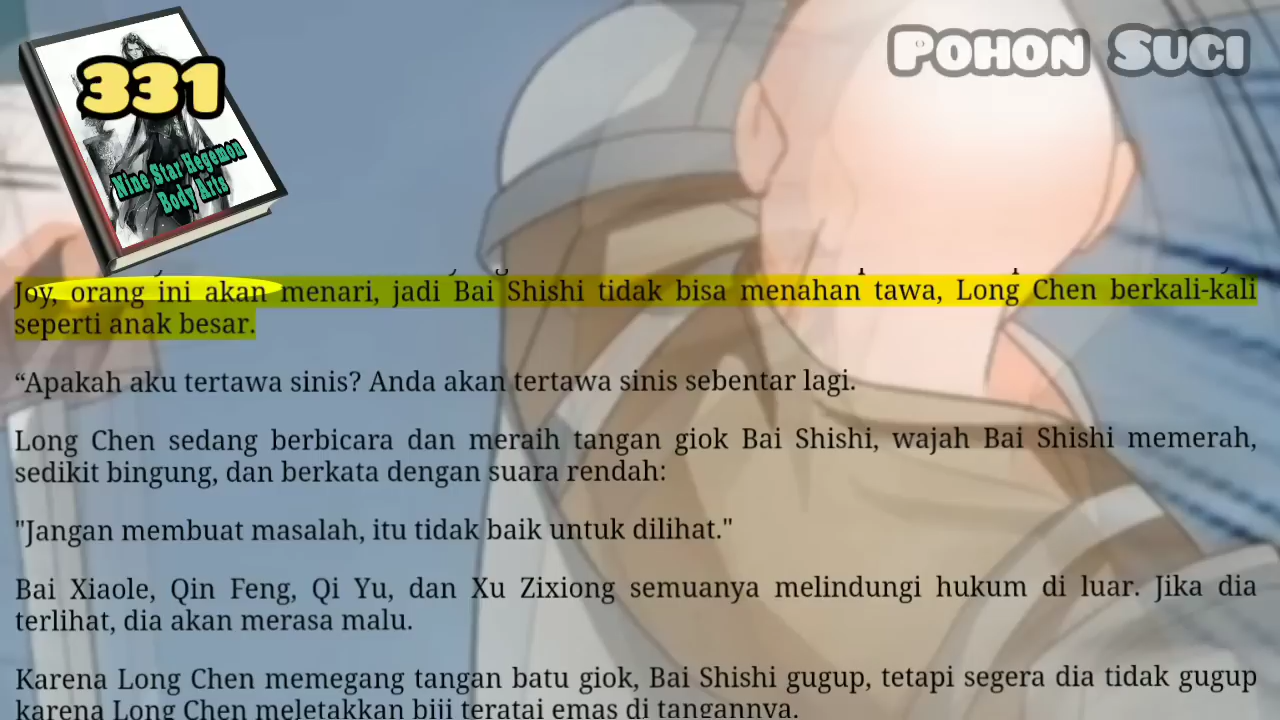 331
Nine Star Hegemon
Body Arts
Pohon Suci
Joy, orang ini akan menari, jadi Bai Shishi tidak bisa menahan tawa, Long Chen berkali-kali
seperti anak besar.
“Apakah aku tertawa sinis? Anda akan tertawa sinis sebentar lagi.
Long Chen sedang berbicara dan meraih tangan giok Bai Shishi, wajah Bai Shishi memerah,
sedikit bingung, dan berkata dengan suara rendah:
"Jangan membuat masalah, itu tidak baik untuk dilihat."
Bai Xiaole, Qin Feng, Qi Yu, dan Xu Zixiong semuanya melindungi hukum di luar. Jika dia
terlihat, dia akan merasa malu.
Karena Long Chen memegang tangan batu giok, Bai Shishi gugup, tetapi segera dia tidak gugup
karena Long Chen meletakkan biji teratai emas di tangannya.